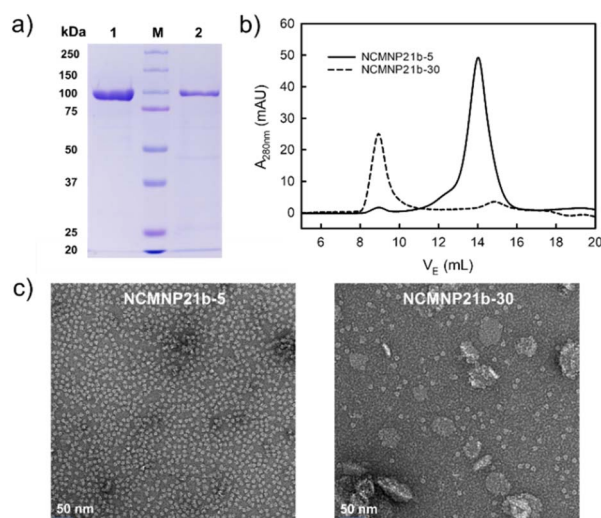 a)
kDa 1 M 2
250
150
100
75
50
37
25
20
b)
60
50
40
30
20
10
0
A280nm (mAU)
NCMNP21b-5
NCMNP21b-30
6 8 10 12 14 16 18 20
VE (mL)
c)
NCMNP21b-5
50 nm
NCMNP21b-30
50 nm